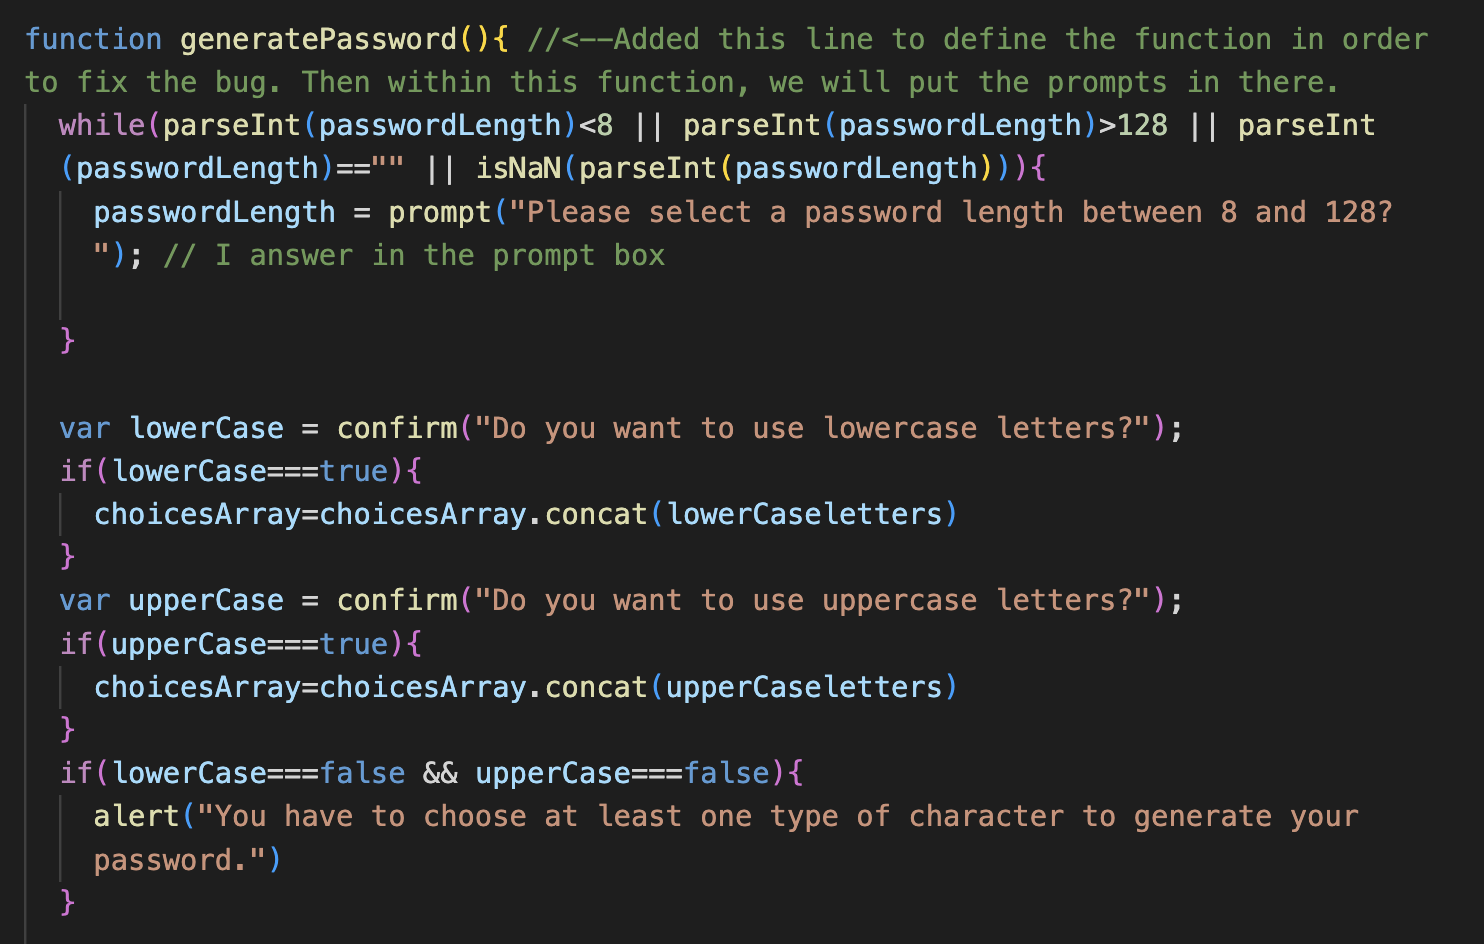 function generatePassword(){ //<--Added this line to define the function in order
to fix the bug. Then within this function, we will put the prompts in there.
while(parseInt(passwordLength)<8 || parseInt(passwordLength)>128 || parseInt
(passwordLength)=="" || isNaN(parseInt(passwordLength))){
passwordLength = prompt("Please select a password length between 8 and 128?
"); // I answer in the prompt box
}
var lowerCase = confirm("Do you want to use lowercase letters?");
if(lowerCase===true){
choicesArray=choicesArray.concat(lowerCaseletters)
}
var upperCase = confirm("Do you want to use uppercase letters?");
if(upperCase===true){
choicesArray=choicesArray.concat(upperCaseletters)
}
if(lowerCase===false && upperCase===false){
alert("You have to choose at least one type of character to generate your
password.")
}